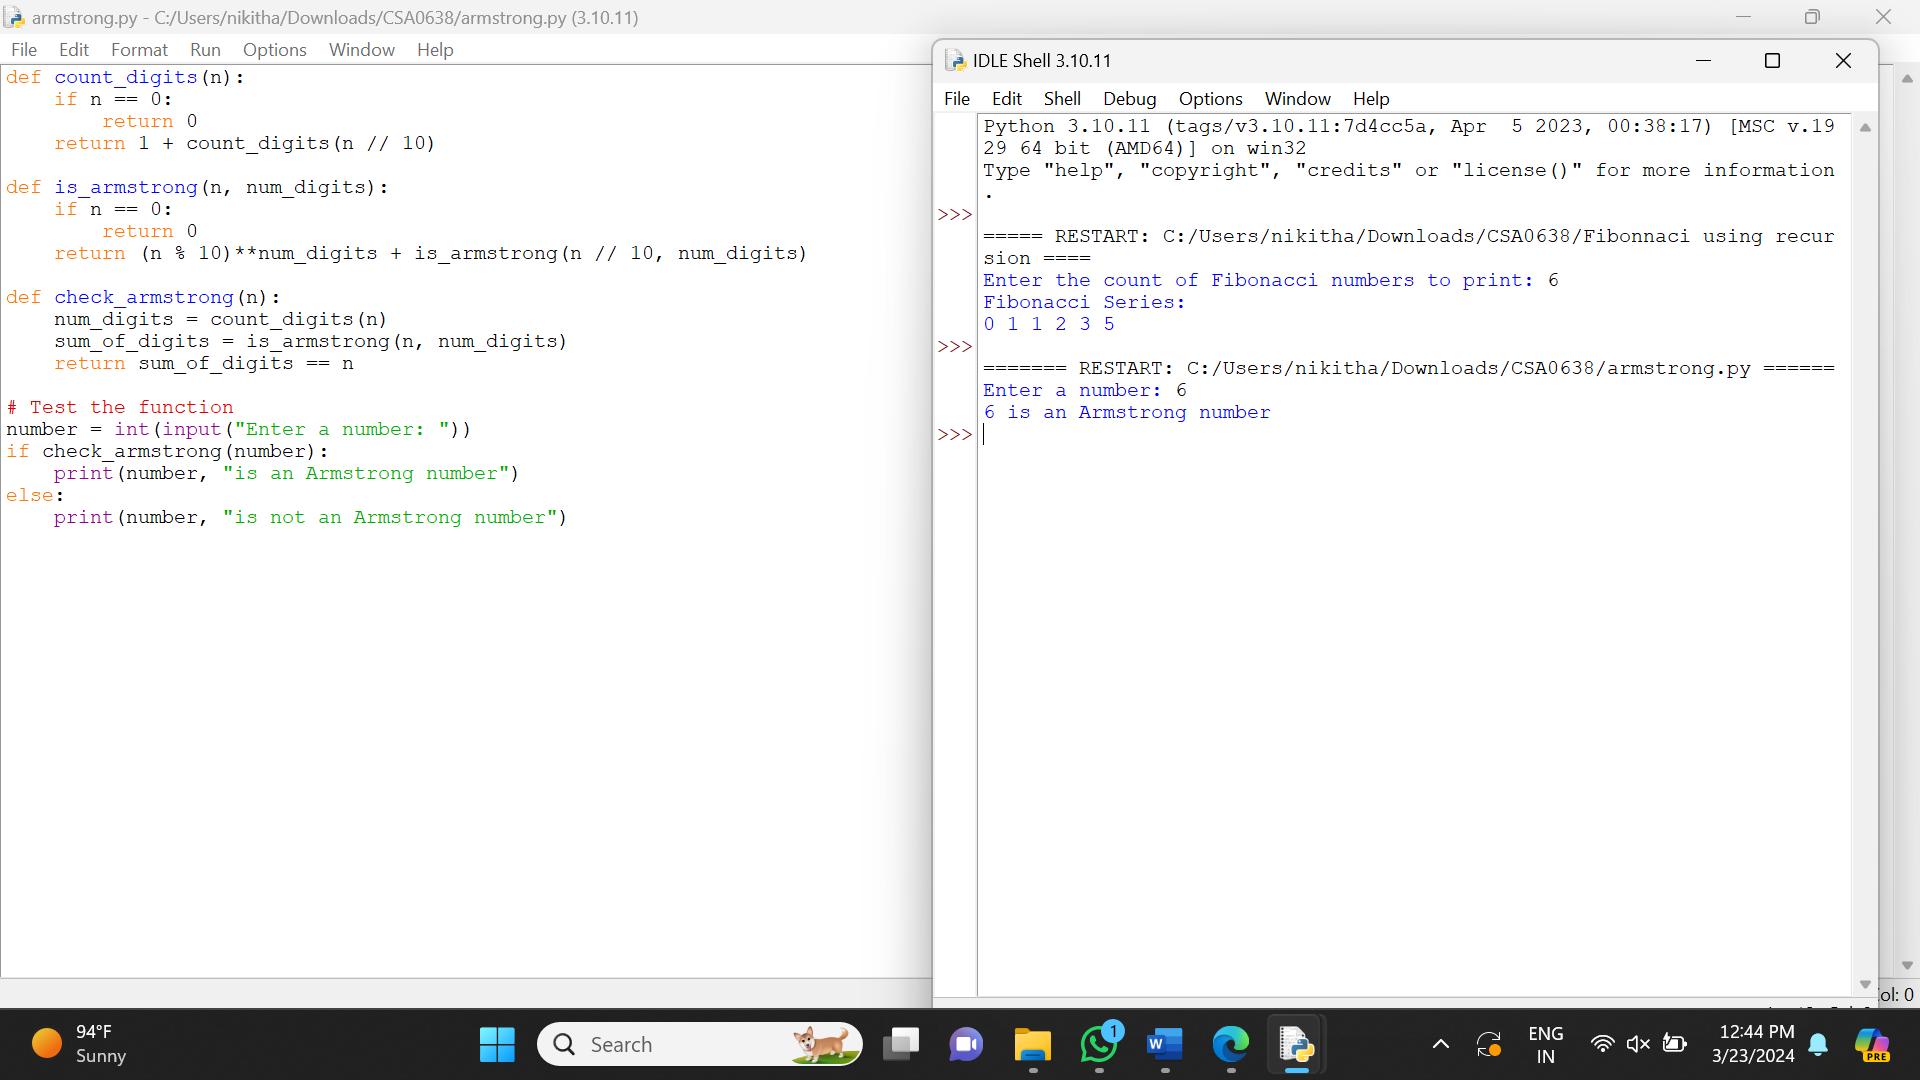 armstrong.py - C:/Users/nikitha/Downloads/CSA0638/armstrong.py (3.10.11)
File Edit Format Run Options Window Help
def count_digits(n):
    if n == 0:
        return 0
    return 1 + count_digits(n // 10)

def is_armstrong(n, num_digits):
    if n == 0:
        return 0
    return (n % 10)**num_digits + is_armstrong(n // 10, num_digits)

def check_armstrong(n):
    num_digits = count_digits(n)
    sum_of_digits = is_armstrong(n, num_digits)
    return sum_of_digits == n

# Test the function
number = int(input("Enter a number: "))
if check_armstrong(number):
    print(number, "is an Armstrong number")
else:
    print(number, "is not an Armstrong number")
IDLE Shell 3.10.11
File Edit Shell Debug Options Window Help
Python 3.10.11 (tags/v3.10.11:7d4cc5a, Apr  5 2023, 00:38:17) [MSC v.19
29 64 bit (AMD64)] on win32
Type "help", "copyright", "credits" or "license()" for more information
.
>>>
===== RESTART: C:/Users/nikitha/Downloads/CSA0638/Fibonnaci using recur
sion ====
Enter the count of Fibonacci numbers to print: 6
Fibonacci Series:
0 1 1 2 3 5
>>>
======= RESTART: C:/Users/nikitha/Downloads/CSA0638/armstrong.py ======
Enter a number: 6
6 is an Armstrong number
>>>
ol: 0
94°F
Sunny
Search
1
W
ENG
IN
12:44 PM
3/23/2024
PRE